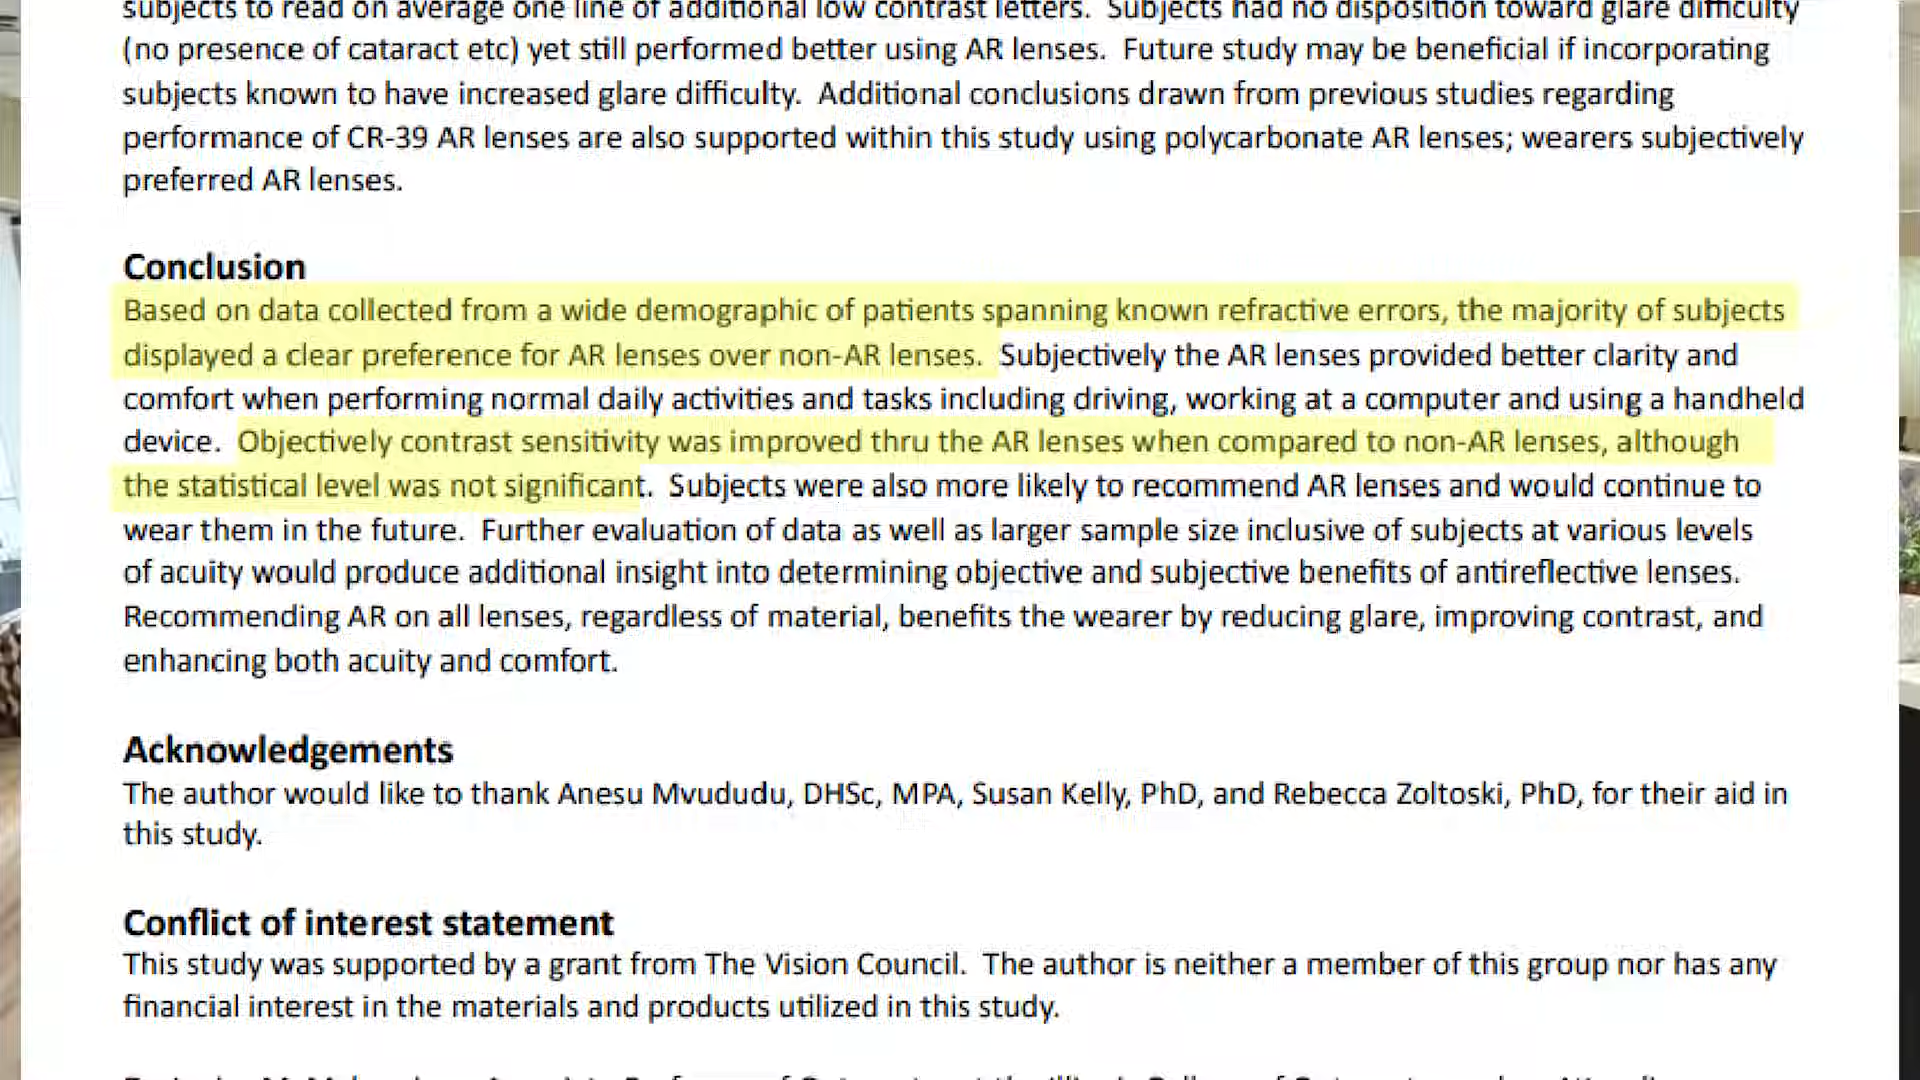 subjects to read on average one line of additional low contrast letters. Subjects had no disposition toward glare difficulty
(no presence of cataract etc) yet still performed better using AR lenses. Future study may be beneficial if incorporating
subjects known to have increased glare difficulty. Additional conclusions drawn from previous studies regarding
performance of CR-39 AR lenses are also supported within this study using polycarbonate AR lenses; wearers subjectively
preferred AR lenses.
Conclusion
Based on data collected from a wide demographic of patients spanning known refractive errors, the majority of subjects
displayed a clear preference for AR lenses over non-AR lenses. Subjectively the AR lenses provided better clarity and
comfort when performing normal daily activities and tasks including driving, working at a computer and using a handheld
device. Objectively contrast sensitivity was improved thru the AR lenses when compared to non-AR lenses, although
the statistical level was not significant. Subjects were also more likely to recommend AR lenses and would continue to
wear them in the future. Further evaluation of data as well as larger sample size inclusive of subjects at various levels
of acuity would produce additional insight into determining objective and subjective benefits of antireflective lenses.
Recommending AR on all lenses, regardless of material, benefits the wearer by reducing glare, improving contrast, and
enhancing both acuity and comfort.
Acknowledgements
The author would like to thank Anesu Mvududu, DHSc, MPA, Susan Kelly, PhD, and Rebecca Zoltoski, PhD, for their aid in
this study.
Conflict of interest statement
This study was supported by a grant from The Vision Council. The author is neither a member of this group nor has any
financial interest in the materials and products utilized in this study.